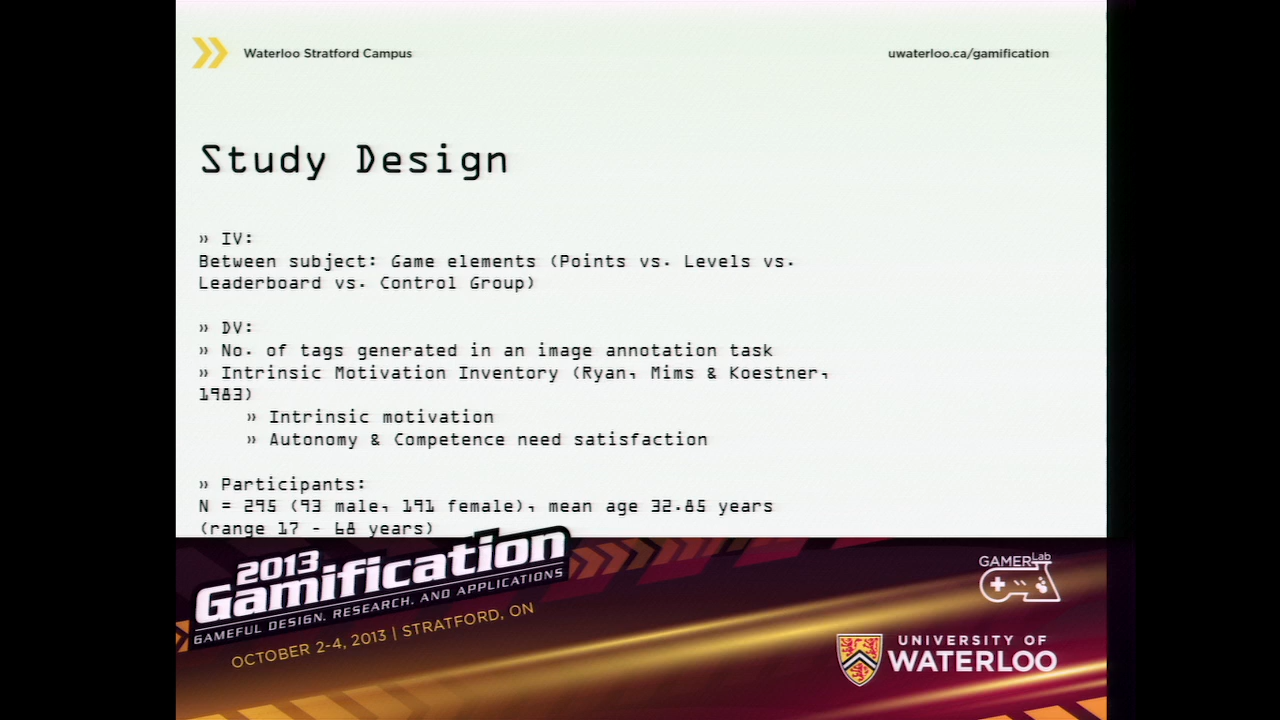 Waterloo Stratford Campus
uwaterloo.ca/gamification
Study Design
» IV:
Between subject: Game elements (Points vs. Levels vs.
Leaderboard vs. Control Group)
» DV:
» No. of tags generated in an image annotation task
» Intrinsic Motivation Inventory (Ryan, Mims & Koestner,
1983)
» Intrinsic motivation
» Autonomy & Competence need satisfaction
» Participants:
N = 295 (93 male, 191 female), mean age 32.85 years
(range 17 - 68 years)
2013
Gamification
GAMEFUL DESIGN, RESEARCH, AND APPLICATIONS
OCTOBER 2-4, 2013 | STRATFORD, ON
GAMERLab
UNIVERSITY OF
WATERLOO